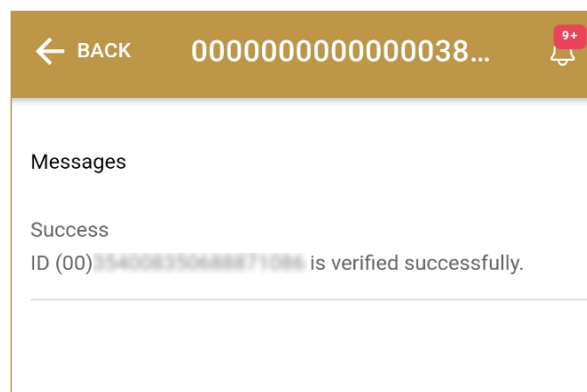 BACK
0000000000000038...
9+
Messages
Success
ID (00) is verified successfully.